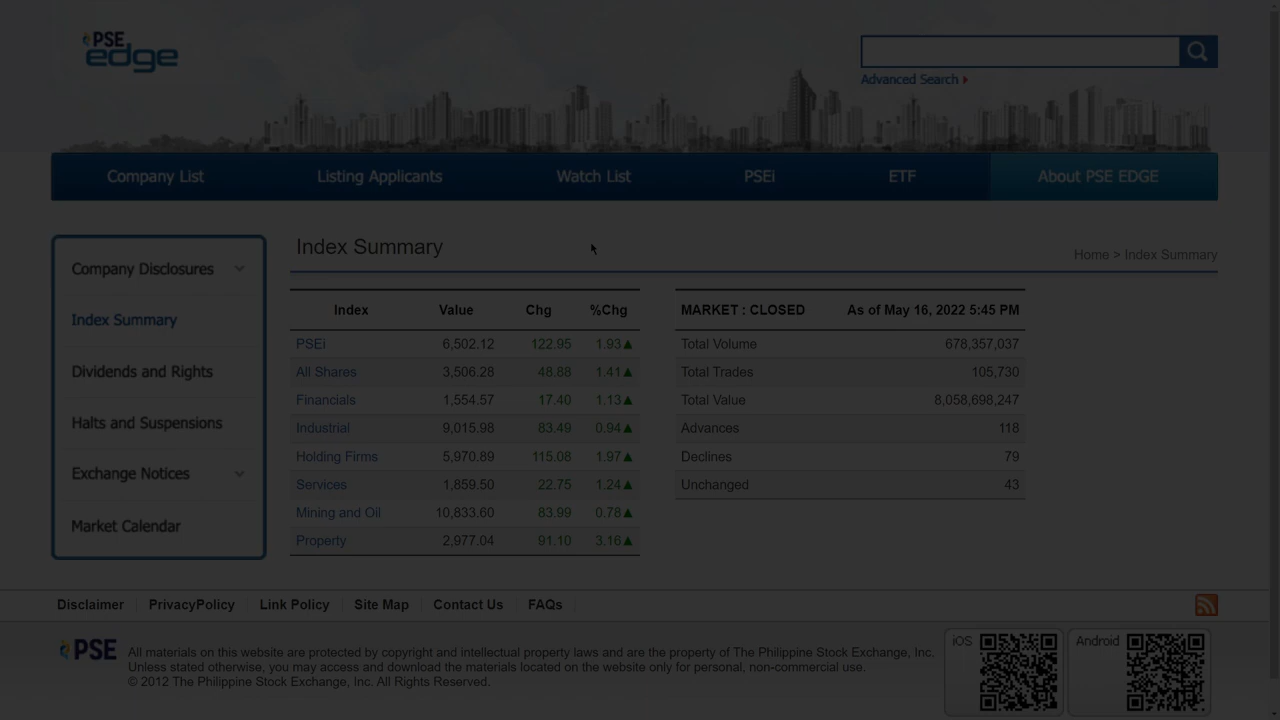 PSE
edge
Advanced Search
Company List
Listing Applicants
Watch List
PSEi
ETF
About PSE EDGE
Company Disclosures
Index Summary
Dividends and Rights
Halts and Suspensions
Exchange Notices
Market Calendar
Index Summary
Home > Index Summary
Index Value Chg %Chg
PSEi 6,502.12 122.95 1.93▲
All Shares 3,506.28 48.88 1.41▲
Financials 1,554.57 17.40 1.13▲
Industrial 9,015.98 83.49 0.94▲
Holding Firms 5,970.89 115.08 1.97▲
Services 1,859.50 22.75 1.24▲
Mining and Oil 10,833.60 83.99 0.78▲
Property 2,977.04 91.10 3.16▲
MARKET : CLOSED As of May 16, 2022 5:45 PM
Total Volume 678,357,037
Total Trades 105,730
Total Value 8,058,698,247
Advances 118
Declines 79
Unchanged 43
Disclaimer PrivacyPolicy Link Policy Site Map Contact Us FAQs
PSE
All materials on this website are protected by copyright and intellectual property laws and are the property of The Philippine Stock Exchange, Inc.
Unless stated otherwise, you may access and download the materials located on the website only for personal, non-commercial use.
© 2012 The Philippine Stock Exchange, Inc. All Rights Reserved.
iOS
Android